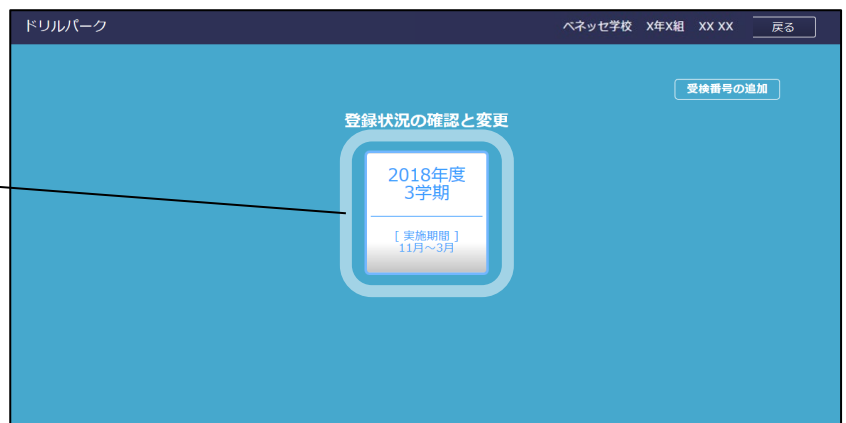 ドリルパーク
ベネッセ学校 X年X組 XX XX
戻る
受検番号の追加
登録状況の確認と変更
2018年度
3学期
[ 実施期間 ]
11月～3月